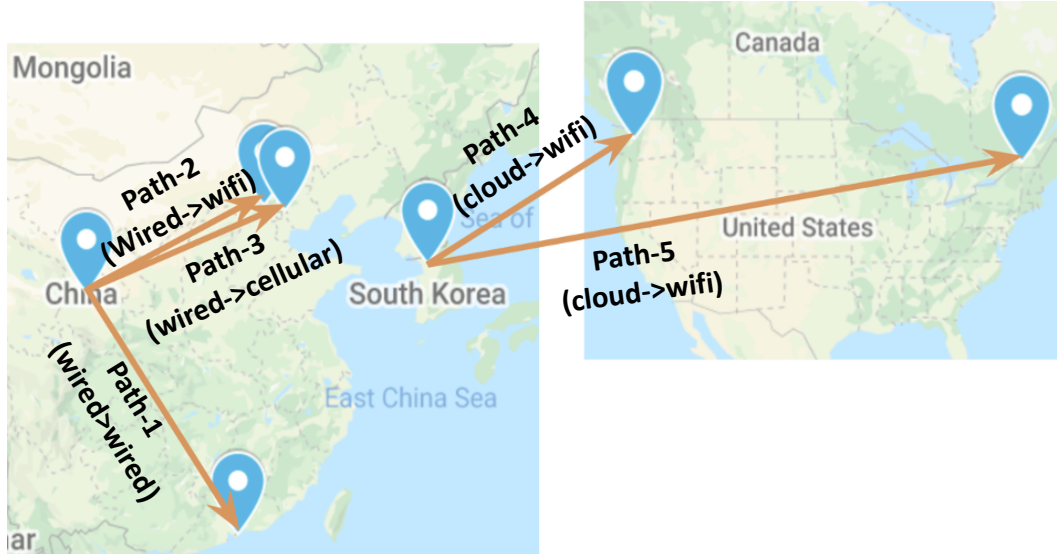 Mongolia
Path-2
(Wired->wifi)
Path-3
(wired->cellular)
China
Path-1
(wired>wired)
South Korea
Sea of
East China Sea
ar
Path-4
(cloud->wifi)
Canada
United States
Path-5
(cloud->wifi)